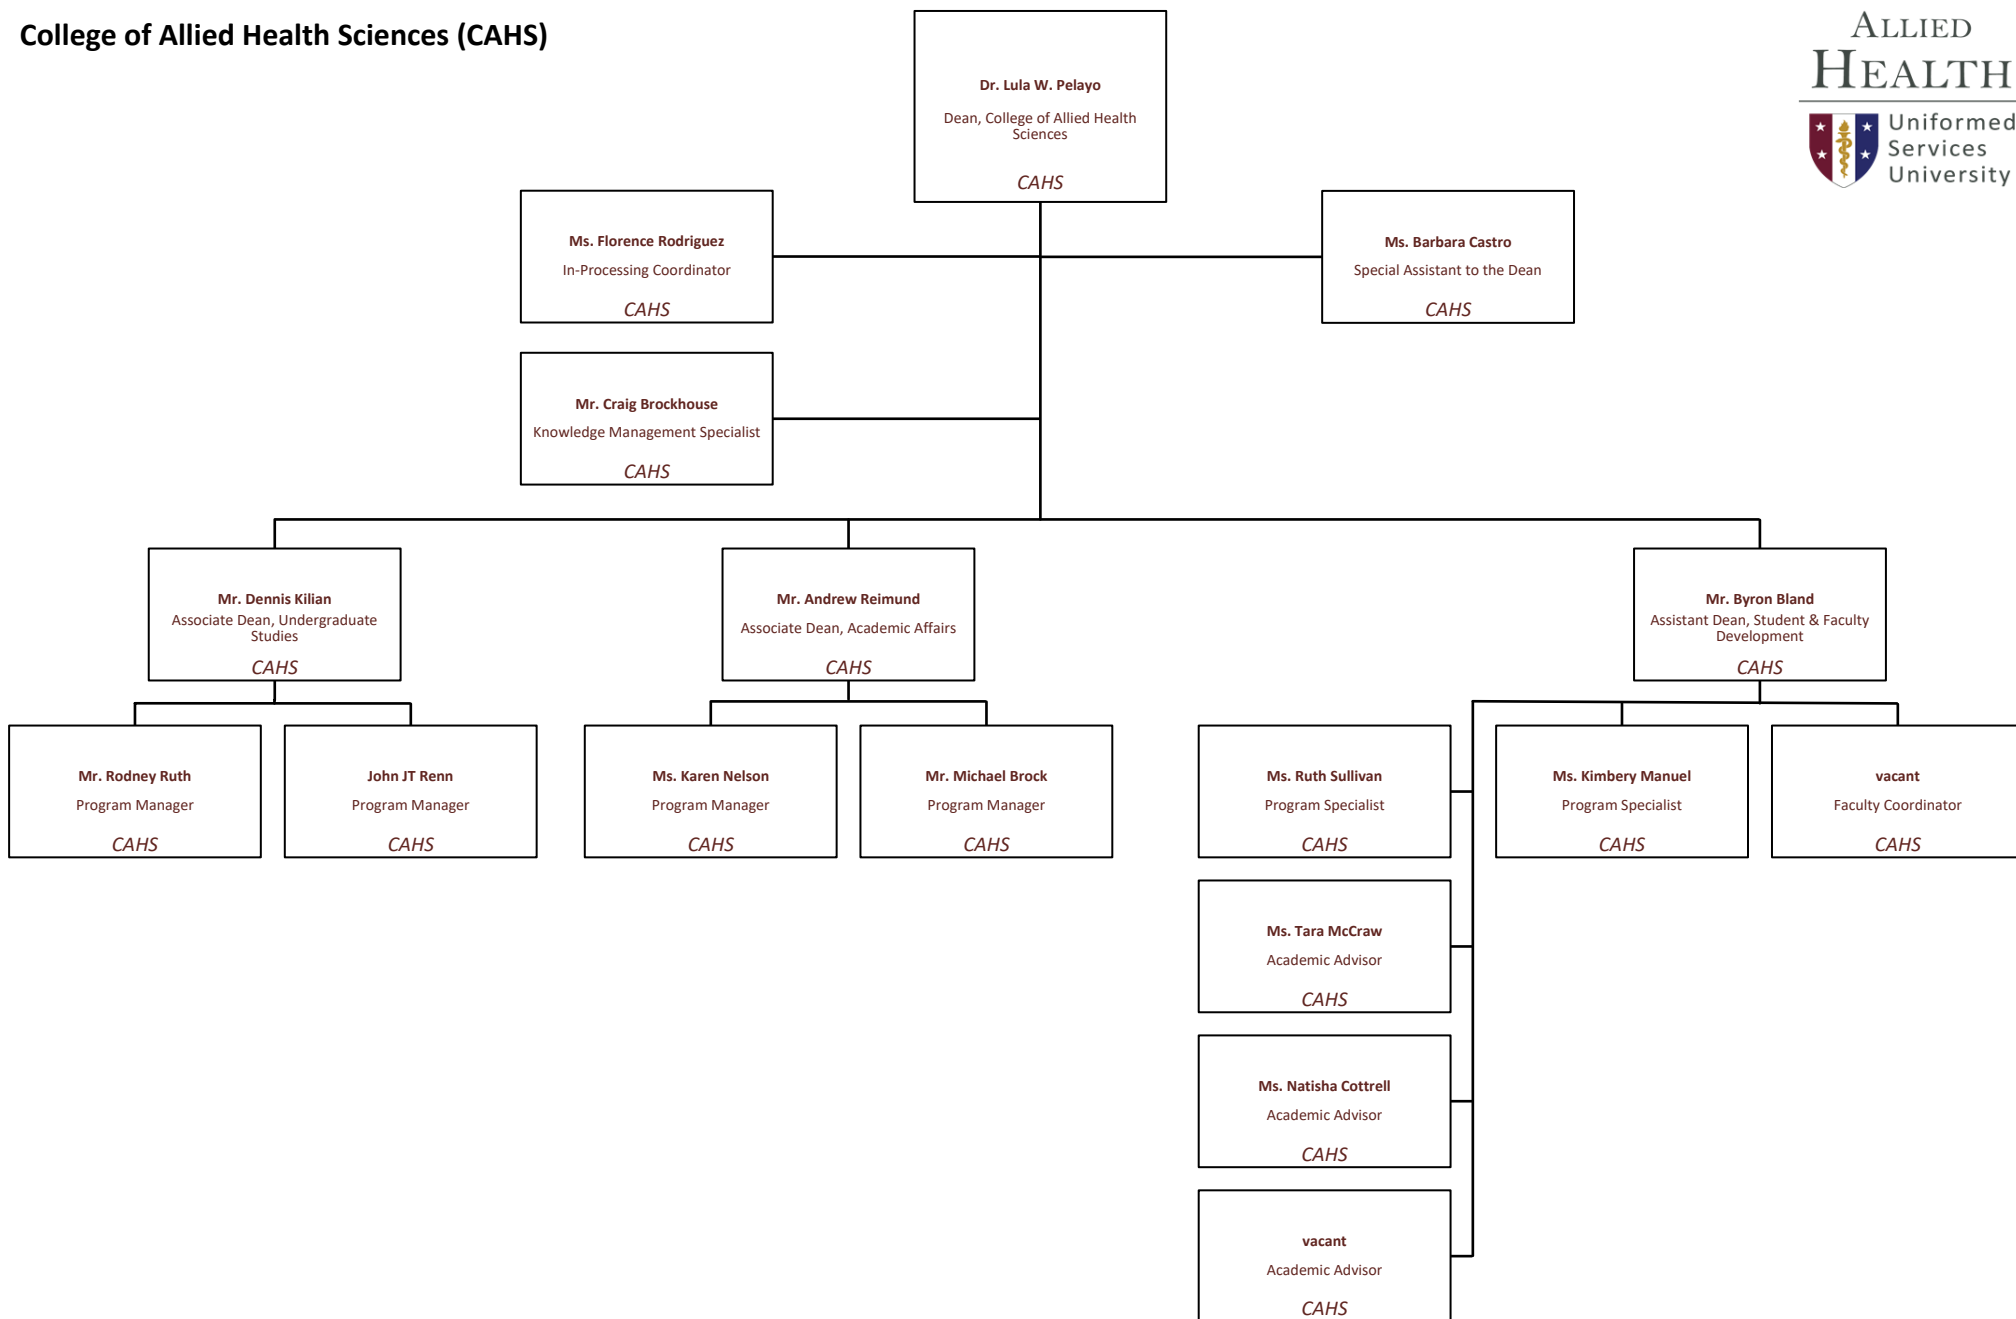 College of Allied Health Sciences (CAHS)
ALLIED
HEALTH
Uniformed
Services
University
Dr. Lula W. Pelayo
Dean, College of Allied Health
Sciences
CAHS
Ms. Florence Rodriguez
In-Processing Coordinator
CAHS
Ms. Barbara Castro
Special Assistant to the Dean
CAHS
Mr. Craig Brockhouse
Knowledge Management Specialist
CAHS
Mr. Dennis Kilian
Associate Dean, Undergraduate
Studies
CAHS
Mr. Andrew Reimund
Associate Dean, Academic Affairs
CAHS
Mr. Byron Bland
Assistant Dean, Student & Faculty
Development
CAHS
Mr. Rodney Ruth
Program Manager
CAHS
John JT Renn
Program Manager
CAHS
Ms. Karen Nelson
Program Manager
CAHS
Mr. Michael Brock
Program Manager
CAHS
Ms. Ruth Sullivan
Program Specialist
CAHS
Ms. Kimbery Manuel
Program Specialist
CAHS
vacant
Faculty Coordinator
CAHS
Ms. Tara McCraw
Academic Advisor
CAHS
Ms. Natisha Cottrell
Academic Advisor
CAHS
vacant
Academic Advisor
CAHS